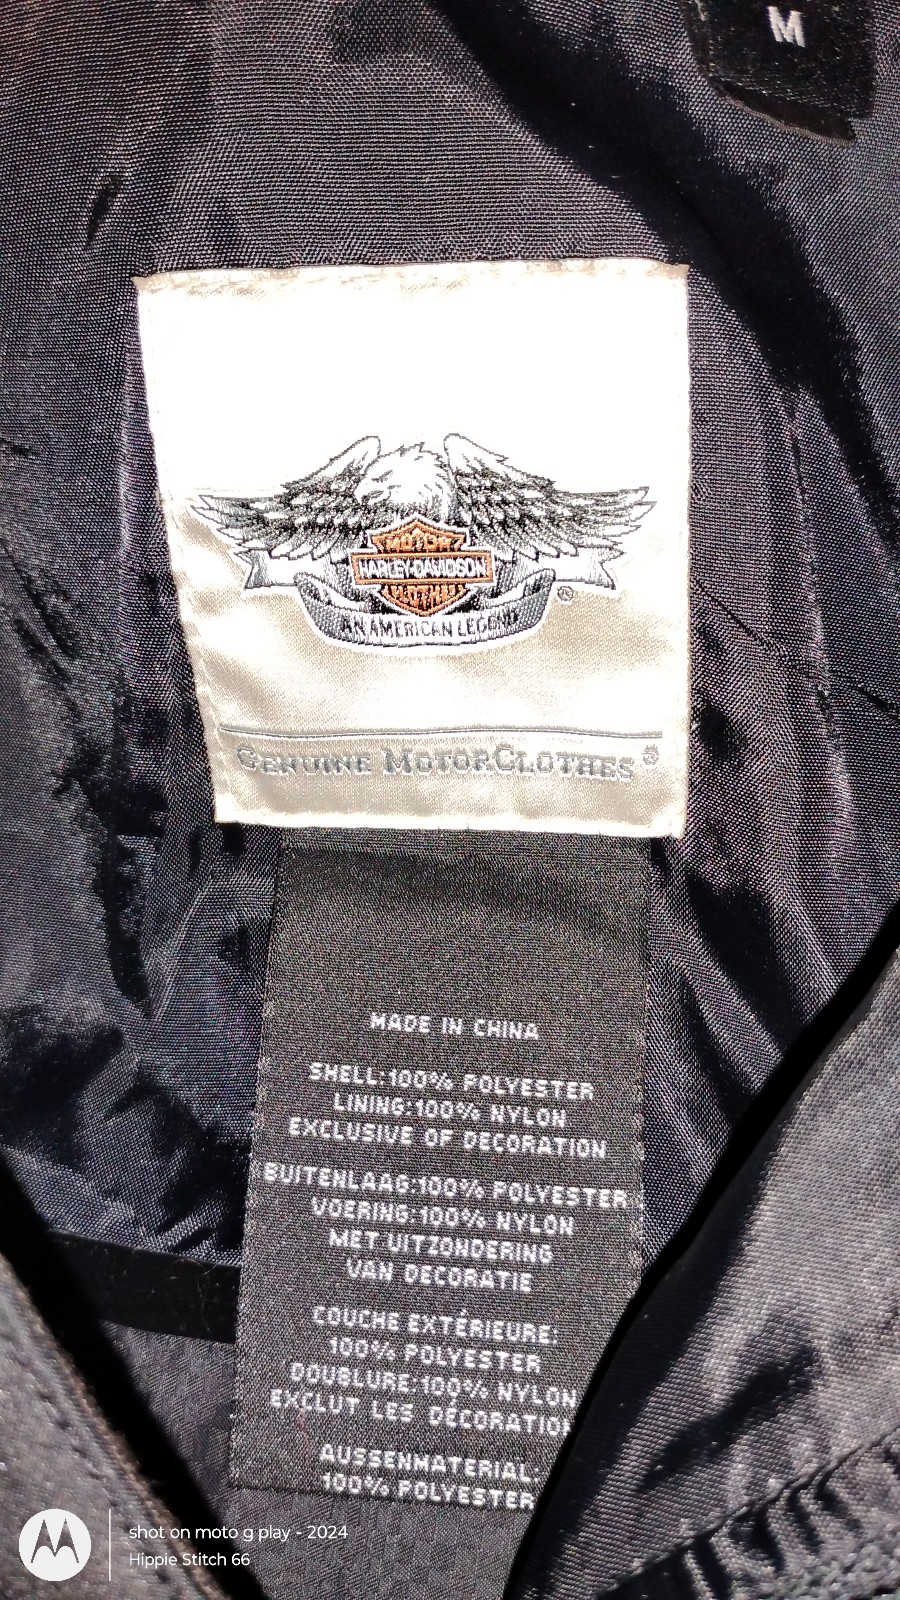 M
MOTOR
HARLEY-DAVIDSON
CLOTHES
AN AMERICAN LEGEND
®
GENUINE MOTORCLOTHES ®
MADE IN CHINA
SHELL:100% POLYESTER
LINING:100% NYLON
EXCLUSIVE OF DECORATION
BUITENLAAG:100% POLYESTER
VOERING:100% NYLON
MET UITZONDERING
VAN DECORATIE
COUCHE EXTÉRIEURE:
100% POLYESTER
DOUBLURE:100% NYLON
EXCLUT LES DÉCORATION
AUSSENMATERIAL:
100% POLYESTER
shot on moto g play - 2024
Hippie Stitch 66